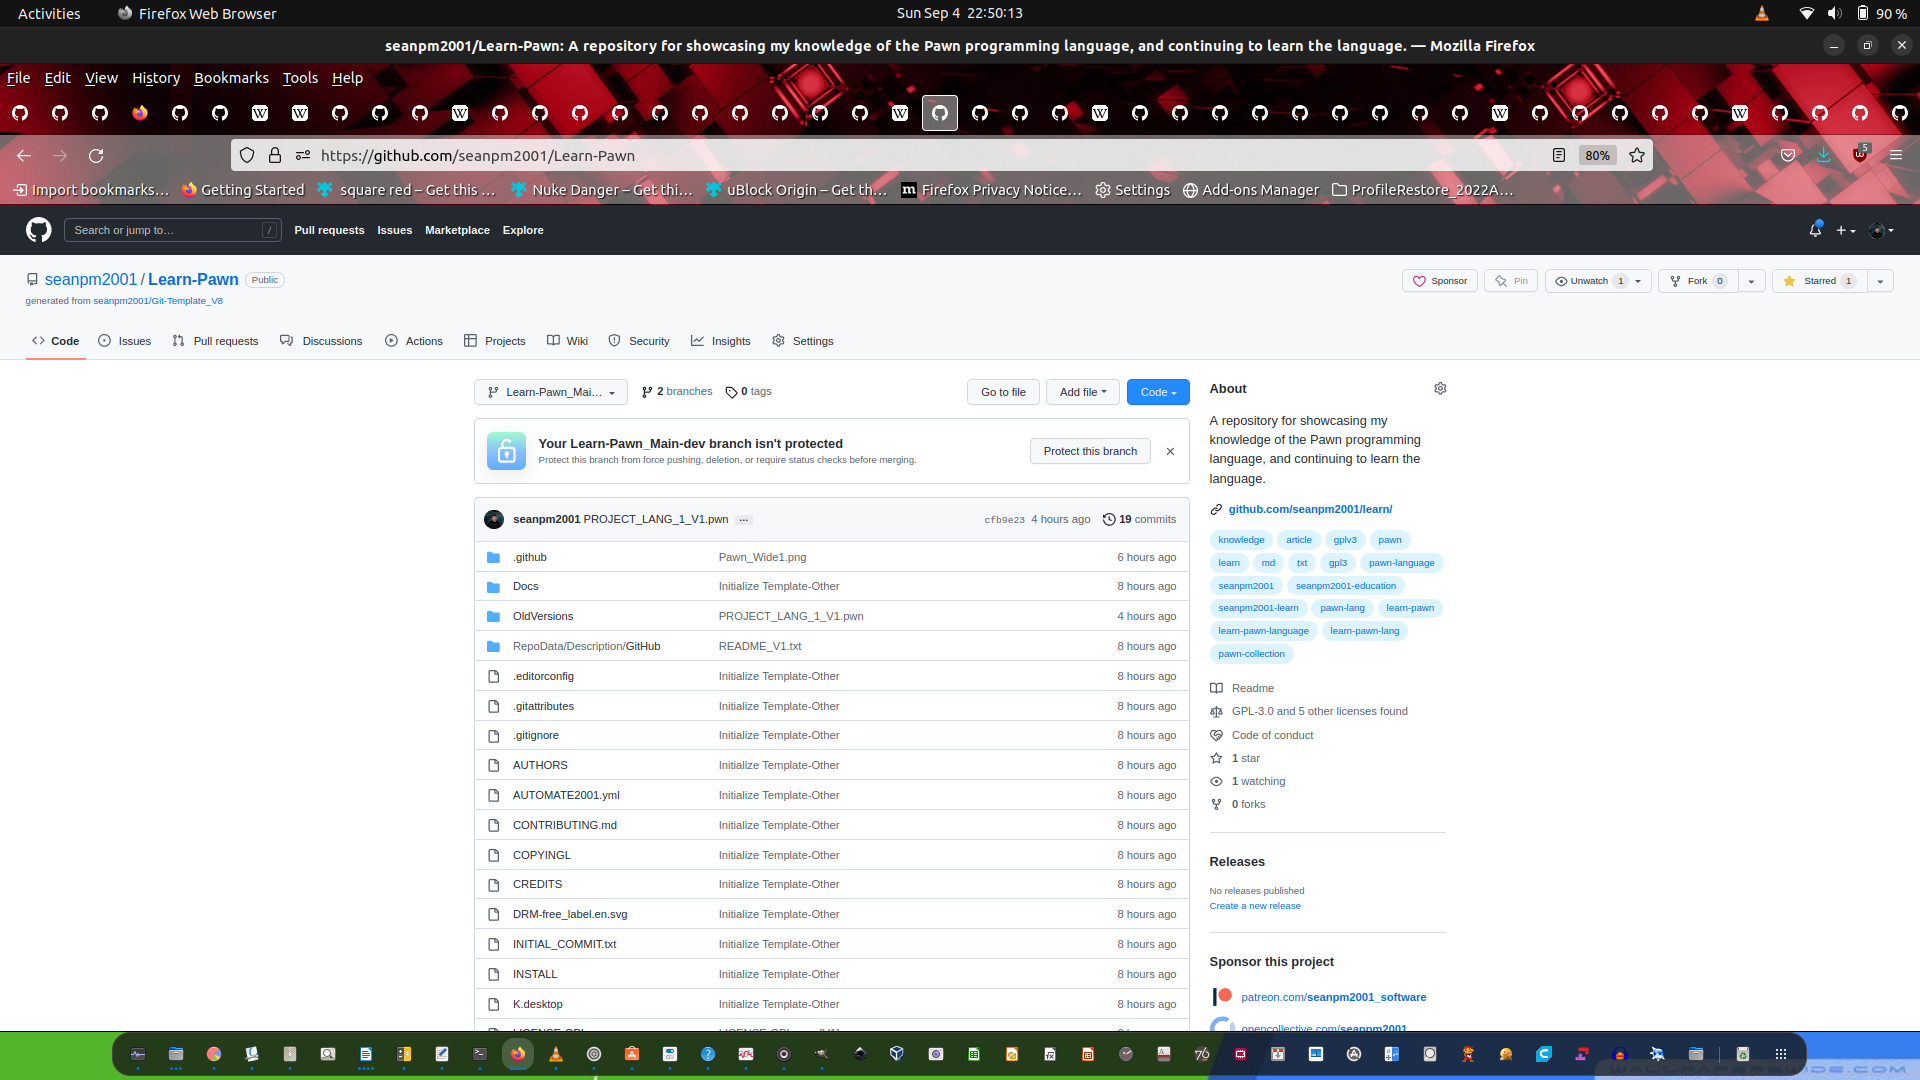 Activities Firefox Web Browser Sun Sep 4 22:50:13 90 %
seanpm2001/Learn-Pawn: A repository for showcasing my knowledge of the Pawn programming language, and continuing to learn the language. — Mozilla Firefox
File Edit View History Bookmarks Tools Help
https://github.com/seanpm2001/Learn-Pawn 80% 5
Import bookmarks… Getting Started square red – Get this … Nuke Danger – Get thi… uBlock Origin – Get th… Firefox Privacy Notice… Settings Add-ons Manager ProfileRestore_2022A…
Search or jump to… / Pull requests Issues Marketplace Explore
seanpm2001 / Learn-Pawn Public Sponsor Pin Unwatch 1 Fork 0 Starred 1
generated from seanpm2001/Git-Template_V8
Code Issues Pull requests Discussions Actions Projects Wiki Security Insights Settings
Learn-Pawn_Mai… 2 branches 0 tags Go to file Add file Code
Your Learn-Pawn_Main-dev branch isn't protected
Protect this branch from force pushing, deletion, or require status checks before merging.
Protect this branch
seanpm2001 PROJECT_LANG_1_V1.pwn … cfb9e23 4 hours ago 19 commits
.github Pawn_Wide1.png 6 hours ago
Docs Initialize Template-Other 8 hours ago
OldVersions PROJECT_LANG_1_V1.pwn 4 hours ago
RepoData/Description/GitHub README_V1.txt 8 hours ago
.editorconfig Initialize Template-Other 8 hours ago
.gitattributes Initialize Template-Other 8 hours ago
.gitignore Initialize Template-Other 8 hours ago
AUTHORS Initialize Template-Other 8 hours ago
AUTOMATE2001.yml Initialize Template-Other 8 hours ago
CONTRIBUTING.md Initialize Template-Other 8 hours ago
COPYINGL Initialize Template-Other 8 hours ago
CREDITS Initialize Template-Other 8 hours ago
DRM-free_label.en.svg Initialize Template-Other 8 hours ago
INITIAL_COMMIT.txt Initialize Template-Other 8 hours ago
INSTALL Initialize Template-Other 8 hours ago
K.desktop Initialize Template-Other 8 hours ago
About
A repository for showcasing my
knowledge of the Pawn programming
language, and continuing to learn the
language.
github.com/seanpm2001/learn/
knowledge article gplv3 pawn
learn md txt gpl3 pawn-language
seanpm2001 seanpm2001-education
seanpm2001-learn pawn-lang learn-pawn
learn-pawn-language learn-pawn-lang
pawn-collection
Readme
GPL-3.0 and 5 other licenses found
Code of conduct
1 star
1 watching
0 forks
Releases
No releases published
Create a new release
Sponsor this project
patreon.com/seanpm2001_software
opencollective.com/seanpm2001